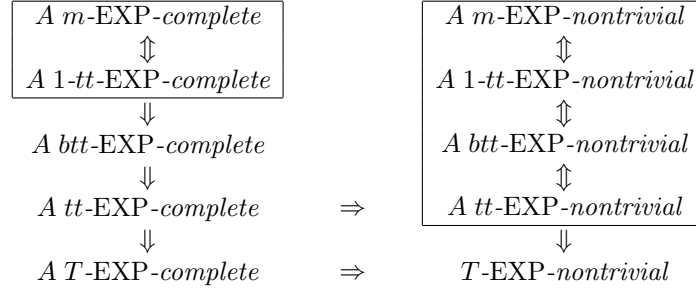 A m-EXP-complete A m-EXP-nontrivial
⇕ ⇕
A 1-tt-EXP-complete A 1-tt-EXP-nontrivial
⇓ ⇕
A btt-EXP-complete A btt-EXP-nontrivial
⇓ ⇕
A tt-EXP-complete ⇒ A tt-EXP-nontrivial
⇓ ⇓
A T-EXP-complete ⇒ T-EXP-nontrivial